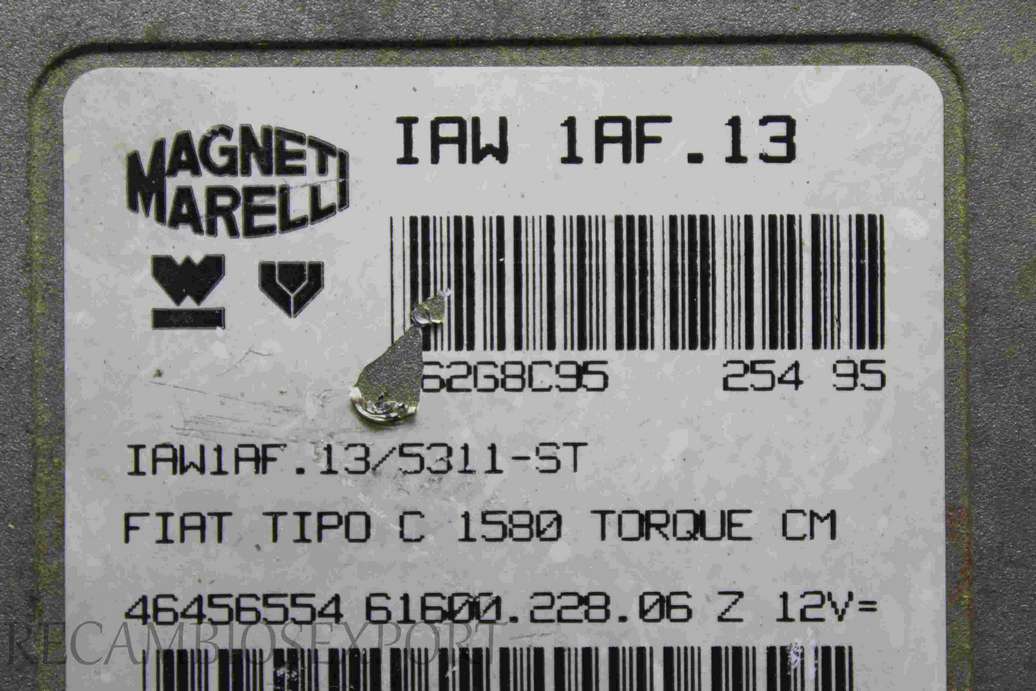 MAGNETI
MARELLI
IAW 1AF.13
6268C95 254 95
IAW1AF.13/5311-ST
FIAT TIPO C 1580 TORQUE CM
46456554 61600.228.06 Z 12V=
RECAMBIOSEXPORT